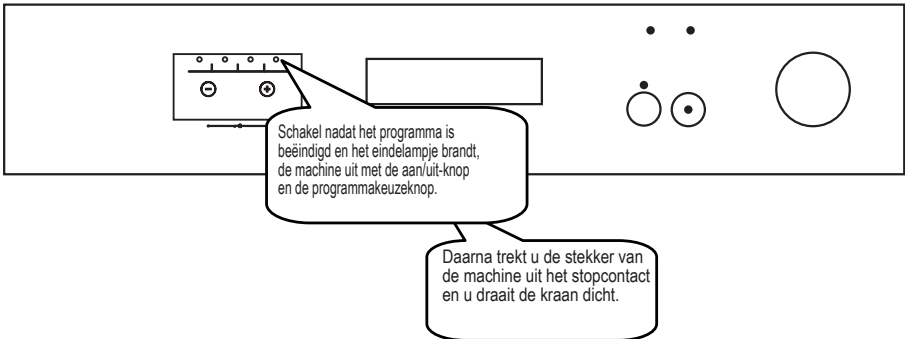 Schakel nadat het programma is
beëindigd en het eindelampje brandt,
de machine uit met de aan/uit-knop
en de programmakeuzeknop.
Daarna trekt u de stekker van
de machine uit het stopcontact
en u draait de kraan dicht.